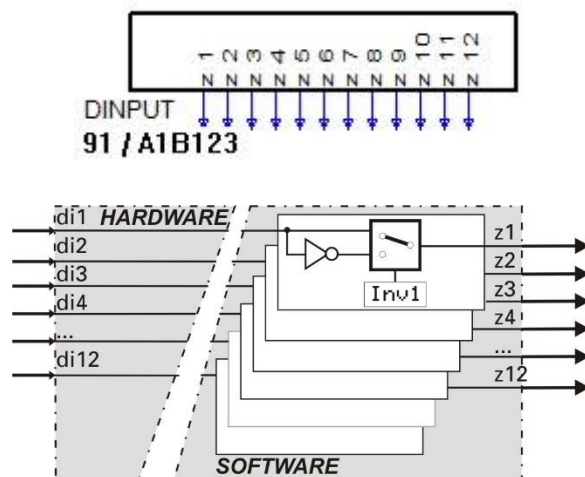 z 1 z 2 z 3 z 4 z 5 z 6 z 7 z 8 z 9 z 10 z 11 z 12
DINPUT
91 / A1B123
di1 HARDWARE
di2
di3
di4
...
di12
Inv1
z1
z2
z3
z4
...
z12
SOFTWARE